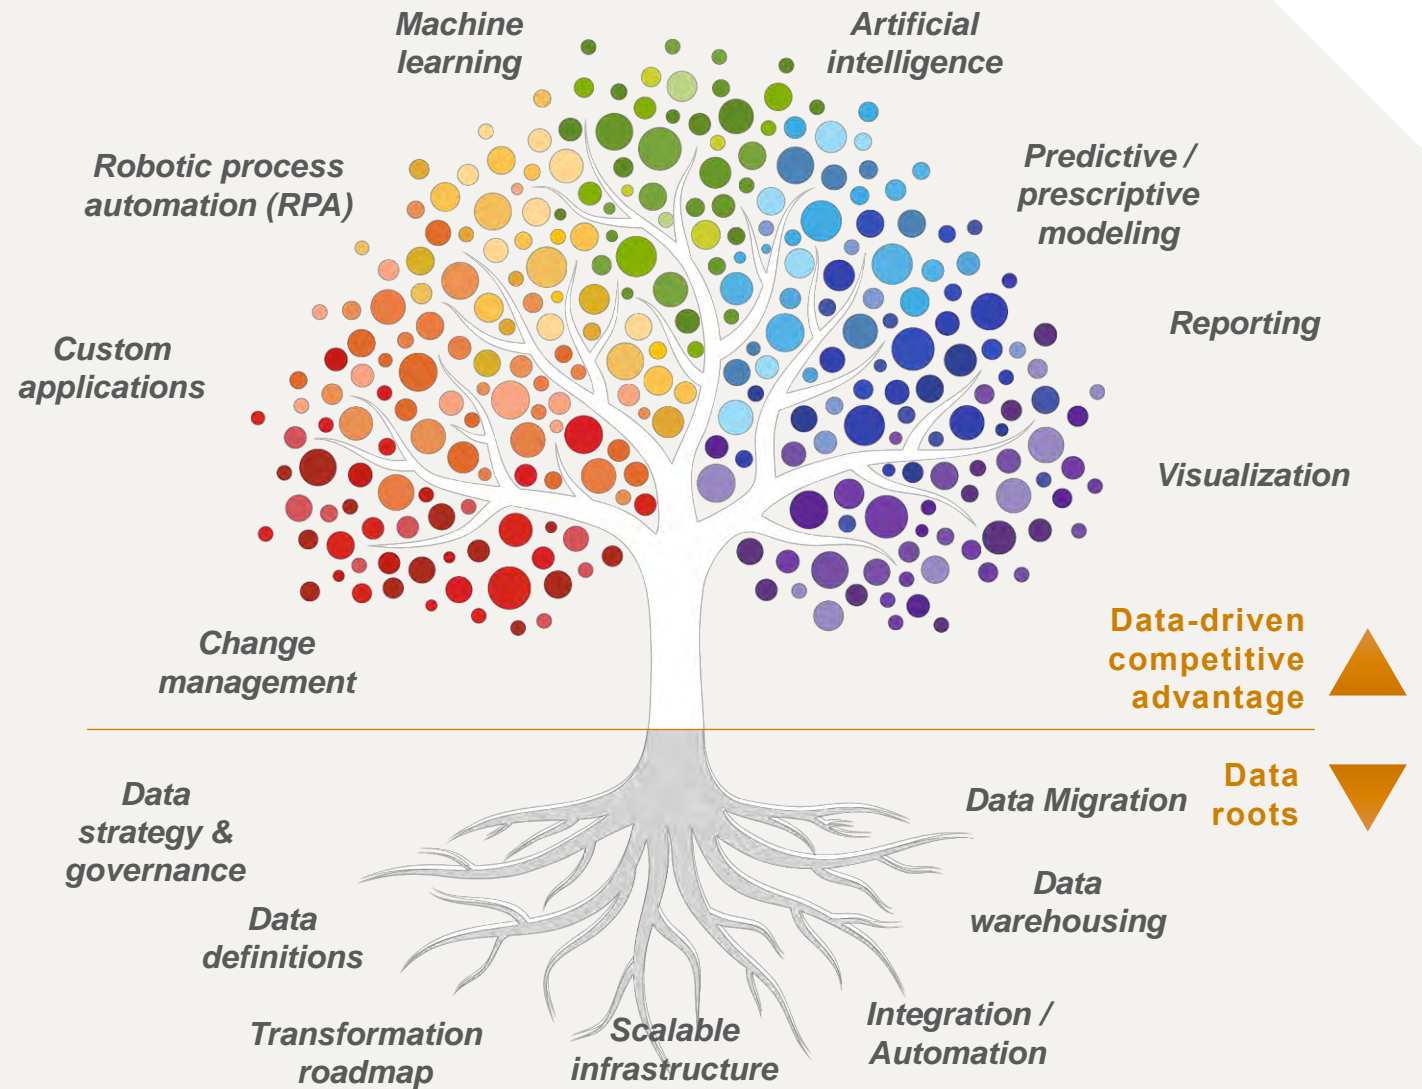 Machine
learning
Artificial
intelligence
Robotic process
automation (RPA)
Predictive /
prescriptive
modeling
Custom
applications
Reporting
Visualization
Change
management
Data-driven
competitive
advantage
Data
roots
Data
strategy &
governance
Data Migration
Data
definitions
Data
warehousing
Transformation
roadmap
Scalable
infrastructure
Integration /
Automation